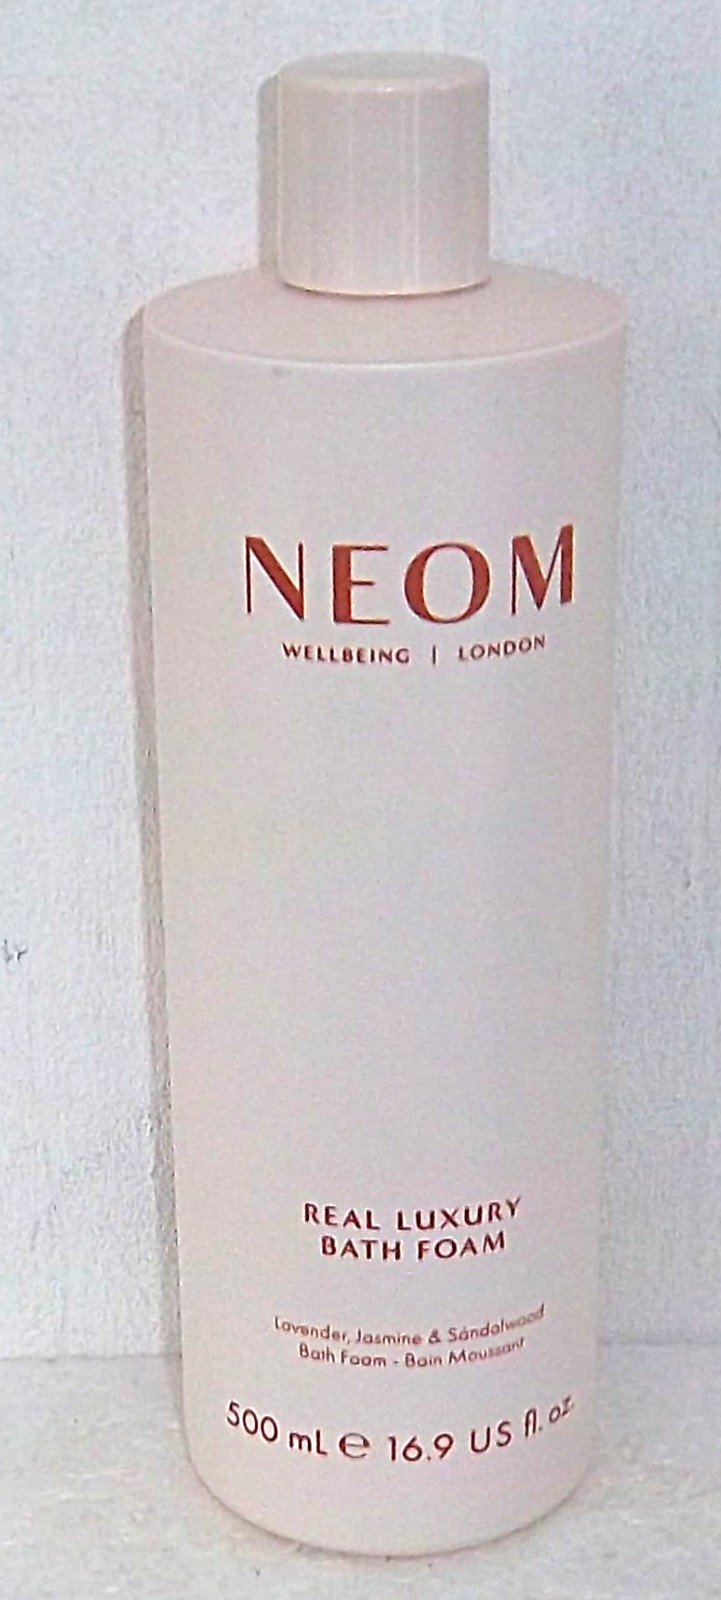 NEOM
WELLBEING | LONDON
REAL LUXURY
BATH FOAM
Lavender, Jasmine & Sandalwood
Bath Foam - Bain Moussant
500 mL ℮ 16.9 US fl. oz.